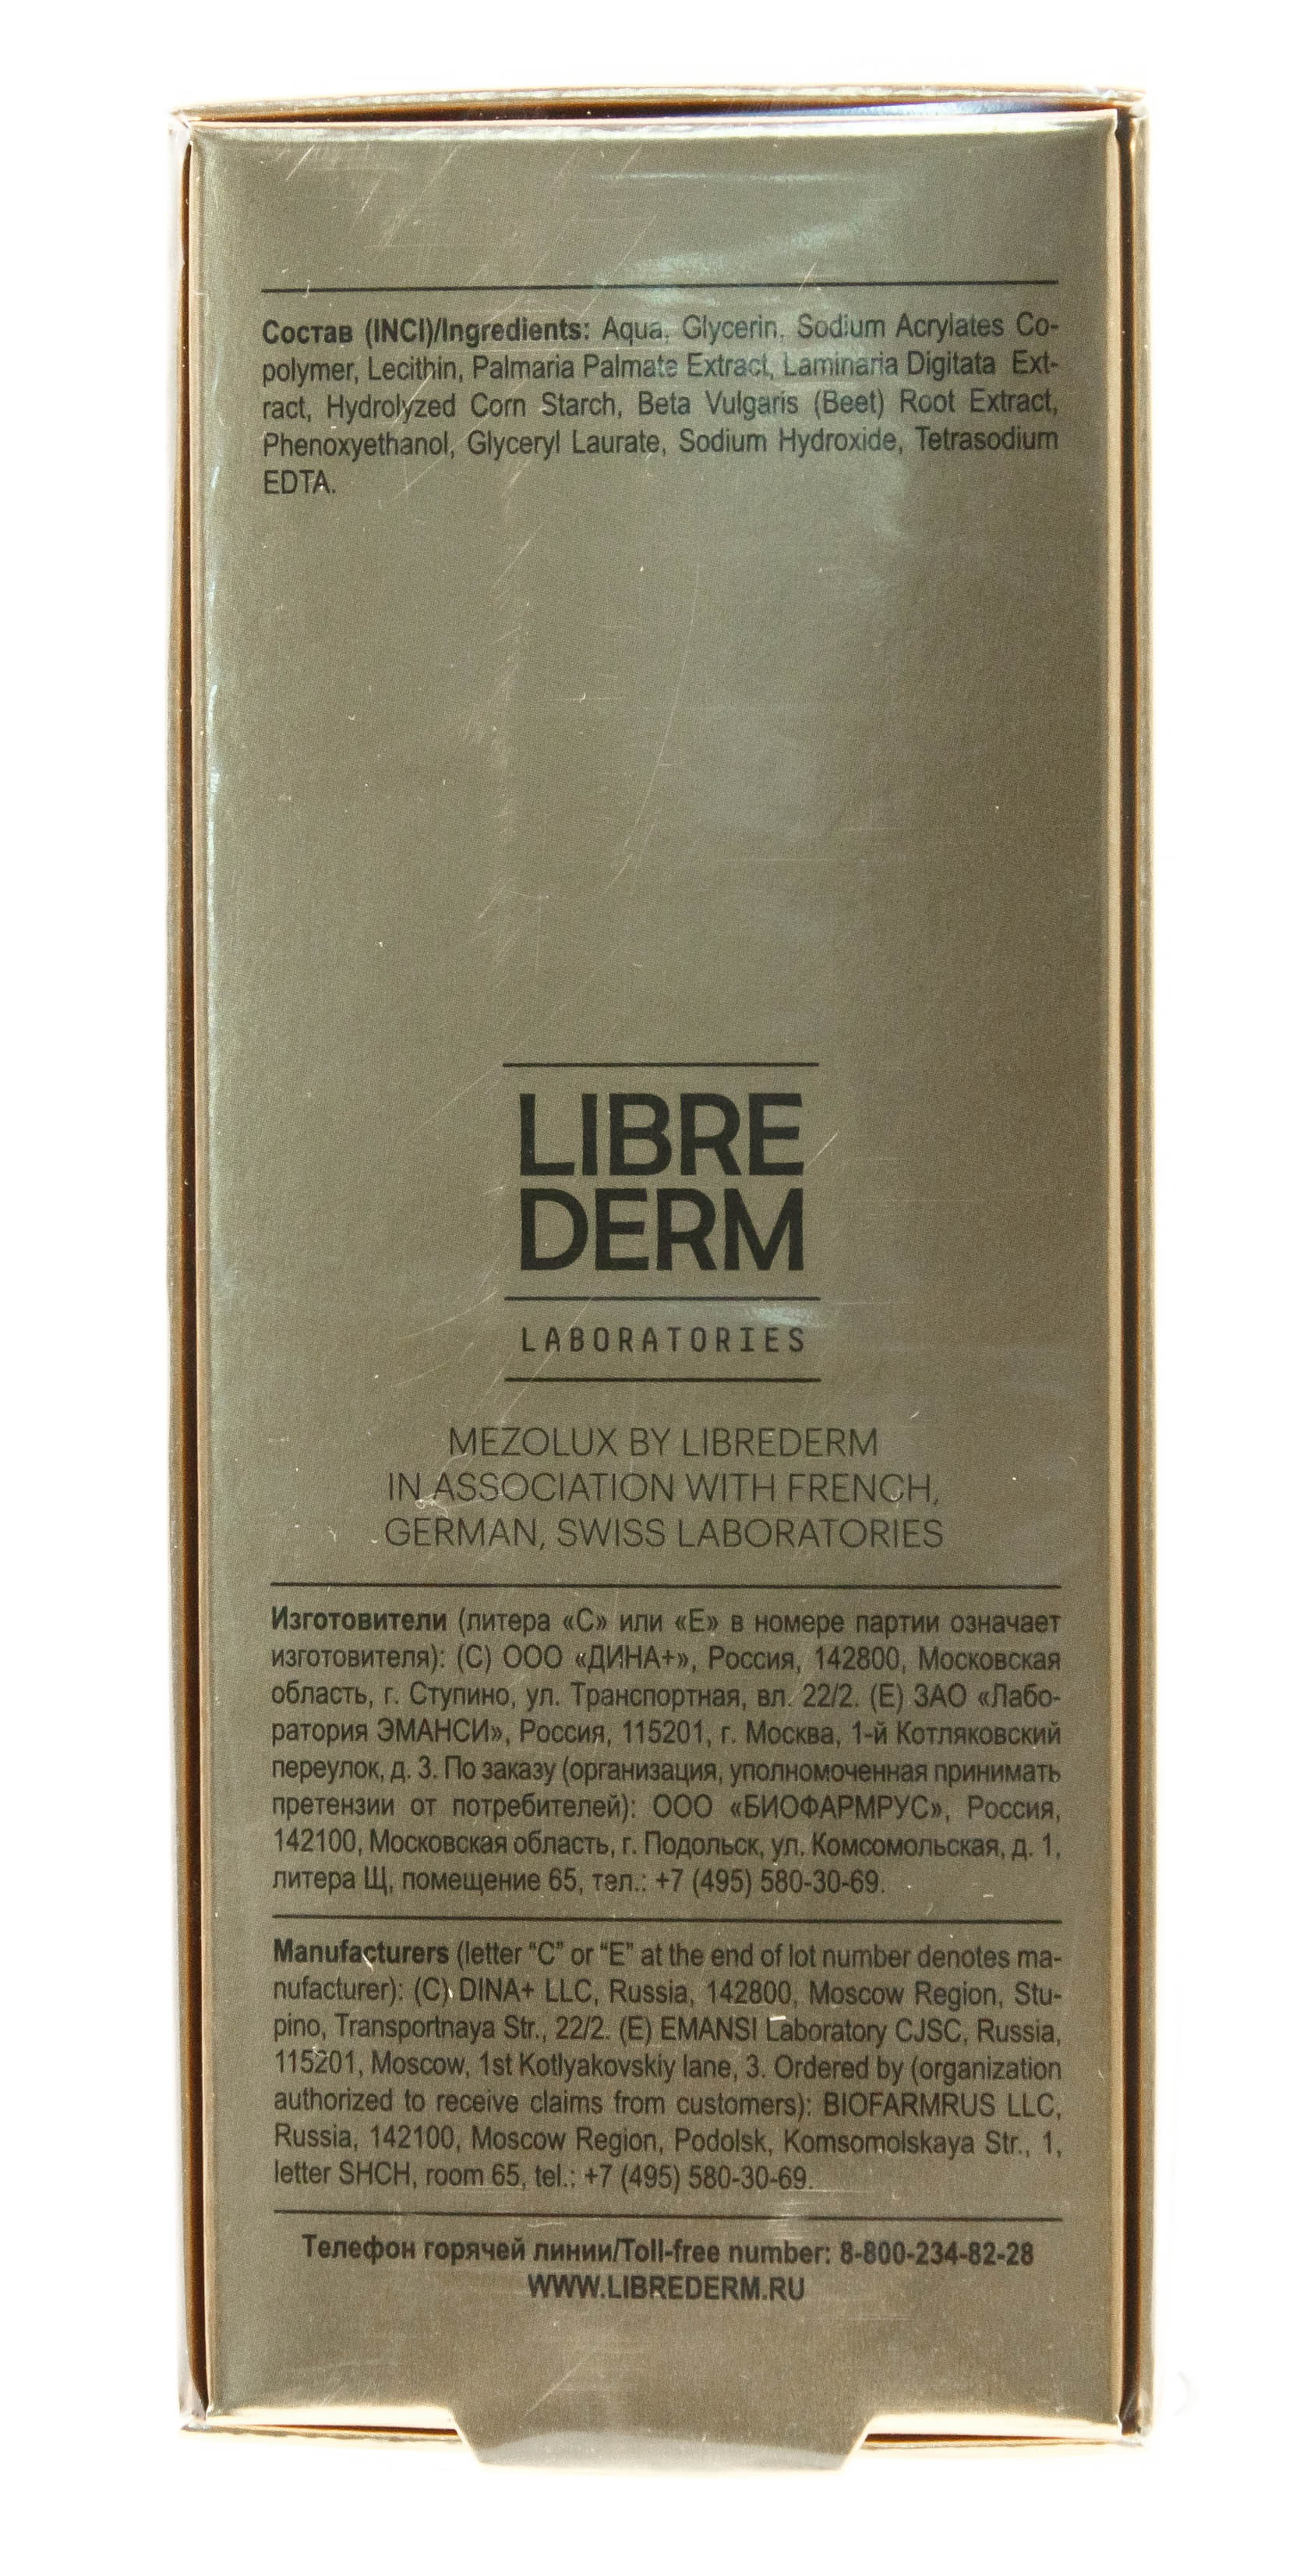 Состав (INCI)/Ingredients: Aqua, Glycerin, Sodium Acrylates Co-
polymer, Lecithin, Palmaria Palmate Extract, Laminaria Digitata Ext-
ract, Hydrolyzed Corn Starch, Beta Vulgaris (Beet) Root Extract,
Phenoxyethanol, Glyceryl Laurate, Sodium Hydroxide, Tetrasodium
EDTA.
LIBRE
DERM
LABORATORIES
MEZOLUX BY LIBREDERM
IN ASSOCIATION WITH FRENCH,
GERMAN, SWISS LABORATORIES
Изготовители (литера «С» или «Е» в номере партии означает
изготовителя): (С) ООО «ДИНА+», Россия, 142800, Московская
область, г. Ступино, ул. Транспортная, вл. 22/2. (Е) ЗАО «Лабо-
ратория ЭМАНСИ», Россия, 115201, г. Москва, 1-й Котляковский
переулок, д. 3. По заказу (организация, уполномоченная принимать
претензии от потребителей): ООО «БИОФАРМРУС», Россия,
142100, Московская область, г. Подольск, ул. Комсомольская, д. 1,
литера Щ, помещение 65, тел.: +7 (495) 580-30-69.
Manufacturers (letter “C” or “E” at the end of lot number denotes ma-
nufacturer): (C) DINA+ LLC, Russia, 142800, Moscow Region, Stu-
pino, Transportnaya Str., 22/2. (E) EMANSI Laboratory CJSC, Russia,
115201, Moscow, 1st Kotlyakovskiy lane, 3. Ordered by (organization
authorized to receive claims from customers): BIOFARMRUS LLC,
Russia, 142100, Moscow Region, Podolsk, Komsomolskaya Str., 1,
letter SHCH, room 65, tel.: +7 (495) 580-30-69.
Телефон горячей линии/Toll-free number: 8-800-234-82-28
WWW.LIBREDERM.RU